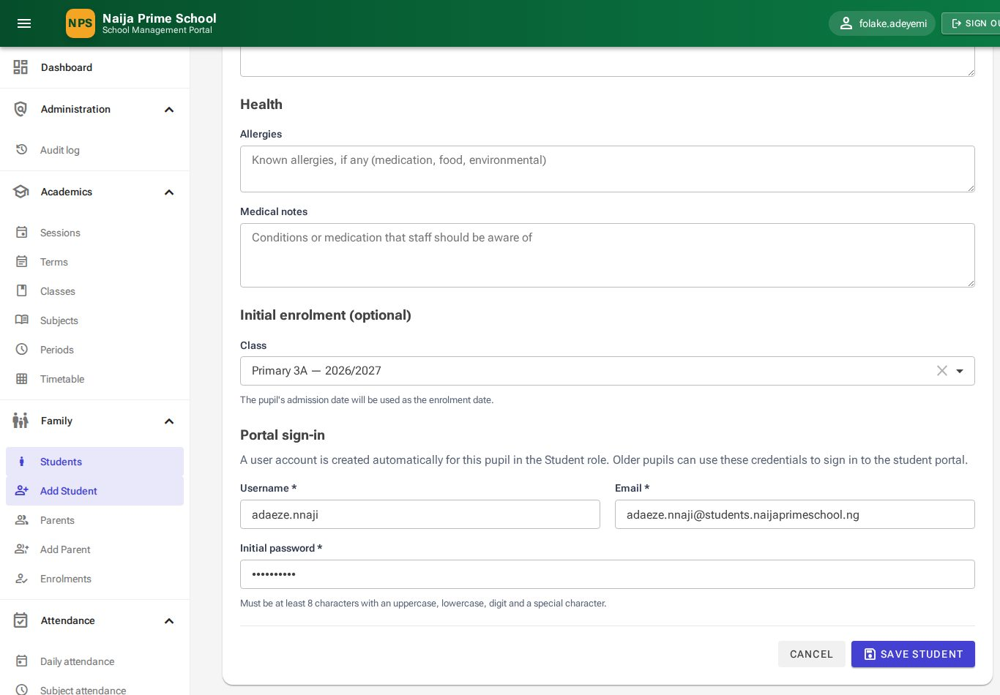 NPS
Naija Prime School
School Management Portal
folake.adeyemi
SIGN OU
Dashboard
Administration
Audit log
Academics
Sessions
Terms
Classes
Subjects
Periods
Timetable
Family
Students
Add Student
Parents
Add Parent
Enrolments
Attendance
Daily attendance
Subject attendance
Health
Allergies
Known allergies, if any (medication, food, environmental)
Medical notes
Conditions or medication that staff should be aware of
Initial enrolment (optional)
Class
Primary 3A — 2026/2027
The pupil's admission date will be used as the enrolment date.
Portal sign-in
A user account is created automatically for this pupil in the Student role. Older pupils can use these credentials to sign in to the student portal.
Username * Email *
adaeze.nnaji adaeze.nnaji@students.naijaprimeschool.ng
Initial password *
••••••••••
Must be at least 8 characters with an uppercase, lowercase, digit and a special character.
CANCEL SAVE STUDENT